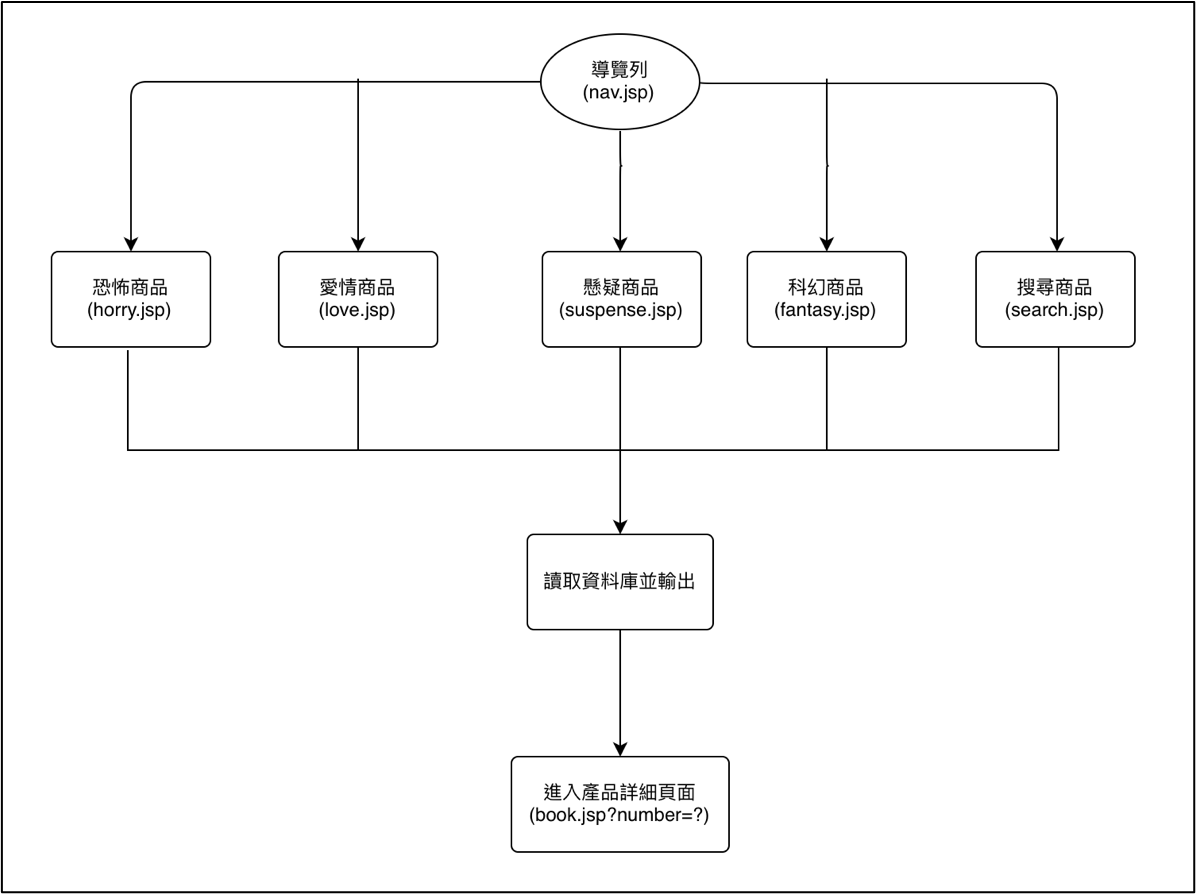 導覽列
(nav.jsp)
恐怖商品
(horry.jsp)
愛情商品
(love.jsp)
懸疑商品
(suspense.jsp)
科幻商品
(fantasy.jsp)
搜尋商品
(search.jsp)
讀取資料庫並輸出
進入產品詳細頁面
(book.jsp?number=?)